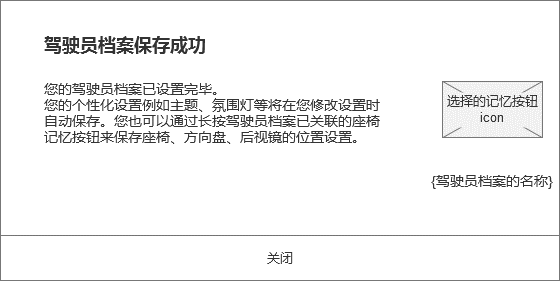 驾驶员档案保存成功
您的驾驶员档案已设置完毕。
您的个性化设置例如主题、氛围灯等将在您修改设置时
自动保存。您也可以通过长按驾驶员档案已关联的座椅
记忆按钮来保存座椅、方向盘、后视镜的位置设置。
选择的记忆按钮
icon
{驾驶员档案的名称}
关闭